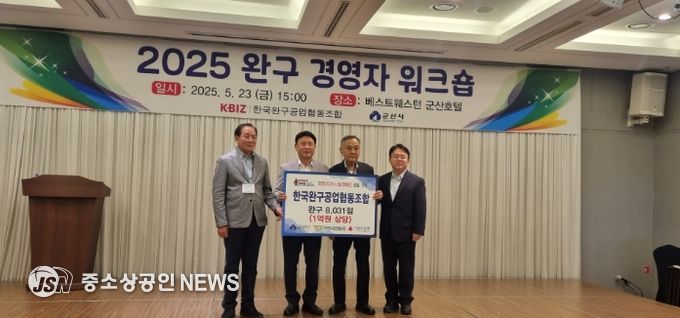 2025 완구 경영자 워크숍
일시 : 2025. 5. 23 (금) 15:00 장소 : 베스트웨스턴 군산호텔
K-BIZ 한국완구공업협동조합 군산시
한국완구공업협동조합
완구 8,031점
(1억원 상당)
JSN 중소상공인 NEWS